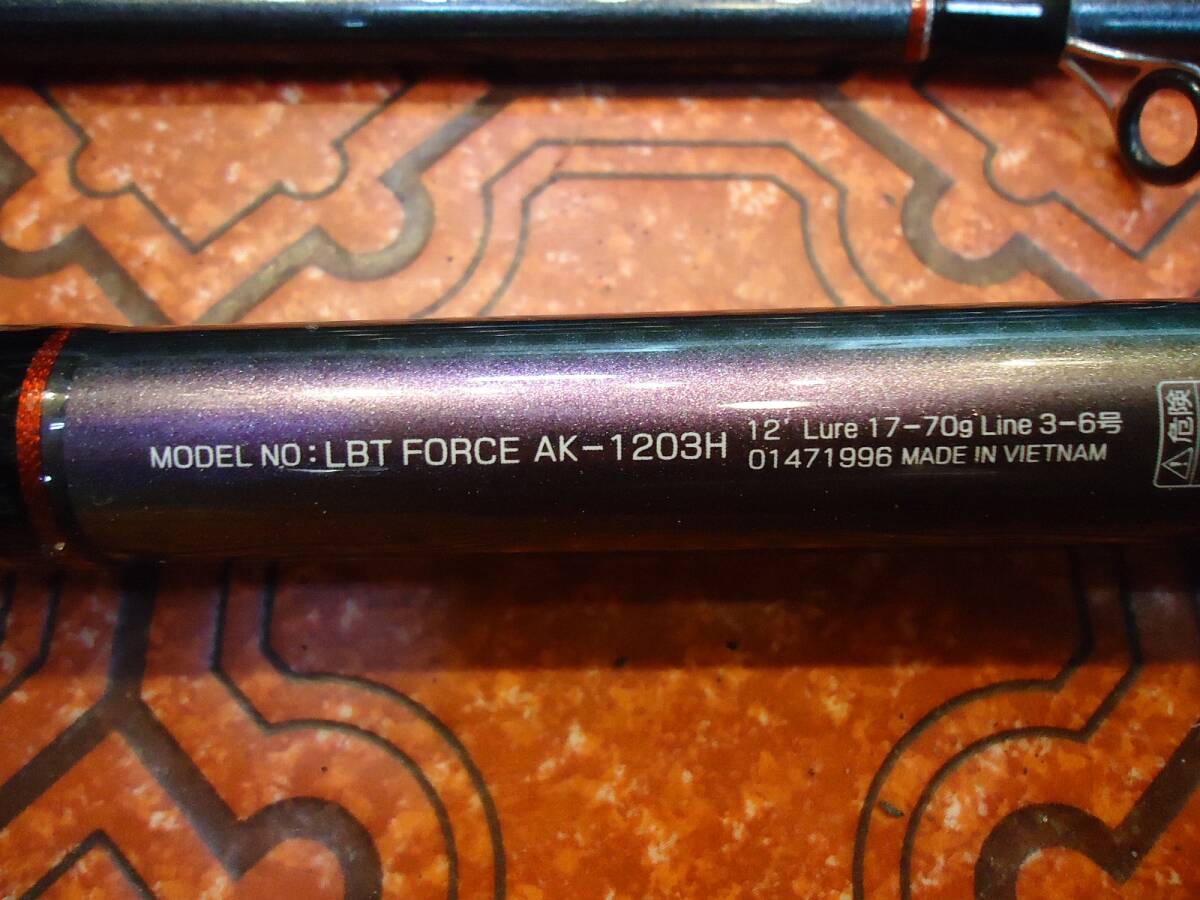 MODEL NO : LBT FORCE AK-1203H
12' Lure 17-70g Line 3-6号
01471996 MADE IN VIETNAM
危険